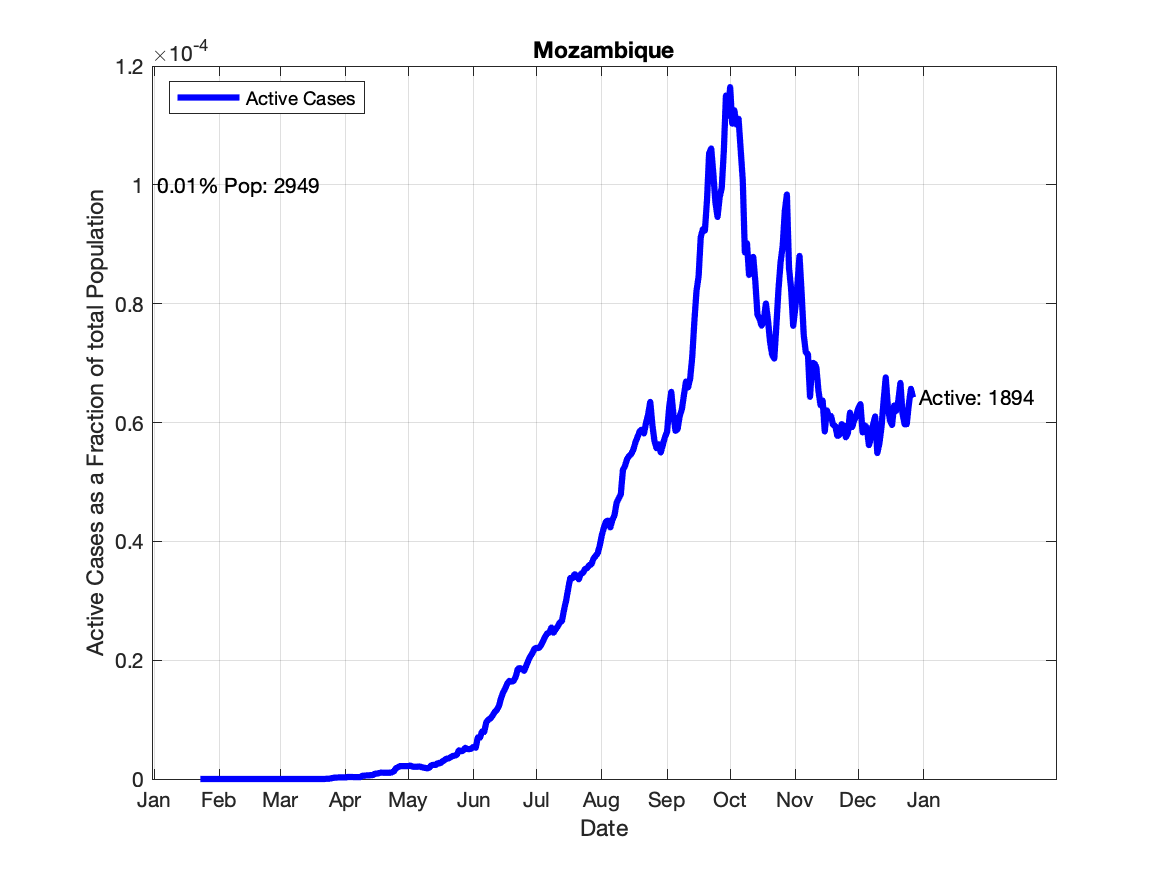 Mozambique
×10-4
1.2
1
0.8
0.6
0.4
0.2
0
Active Cases as a Fraction of total Population
Active Cases
0.01% Pop: 2949
Active: 1894
Jan Feb Mar Apr May Jun Jul Aug Sep Oct Nov Dec Jan
Date